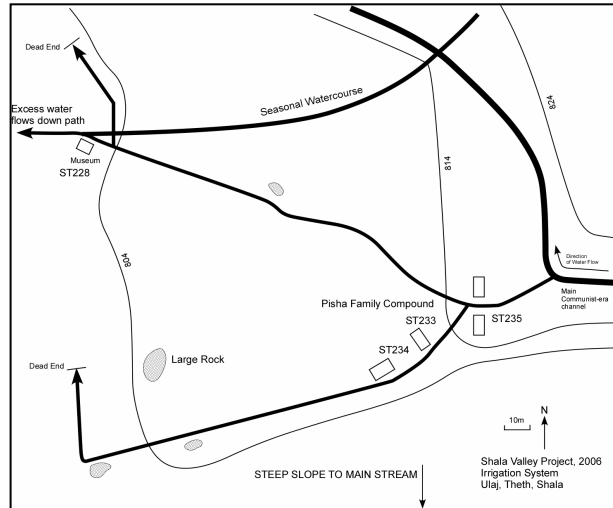 Dead End
Excess water
flows down path
Seasonal Watercourse
824
Museum
ST228
814
804
Direction
of Water Flow
Main
Communist-era
channel
Pisha Family Compound
ST233
ST235
ST234
Large Rock
Dead End
10m
N
STEEP SLOPE TO MAIN STREAM
Shala Valley Project, 2006
Irrigation System
Ulaj, Theth, Shala